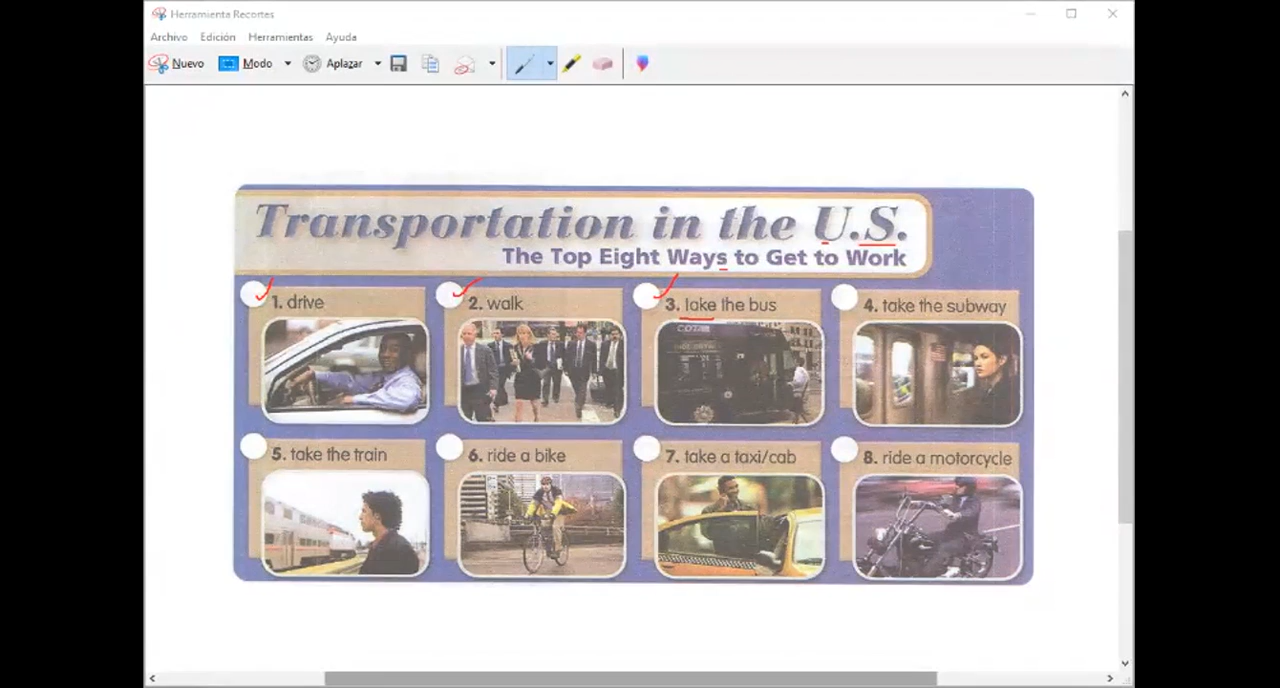 Herramienta Recortes
Archivo Edición Herramientas Ayuda
Nuevo Modo Aplazar
Transportation in the U.S.
The Top Eight Ways to Get to Work
1. drive 2. walk 3. take the bus 4. take the subway
COTA
5. take the train 6. ride a bike 7. take a taxi/cab 8. ride a motorcycle